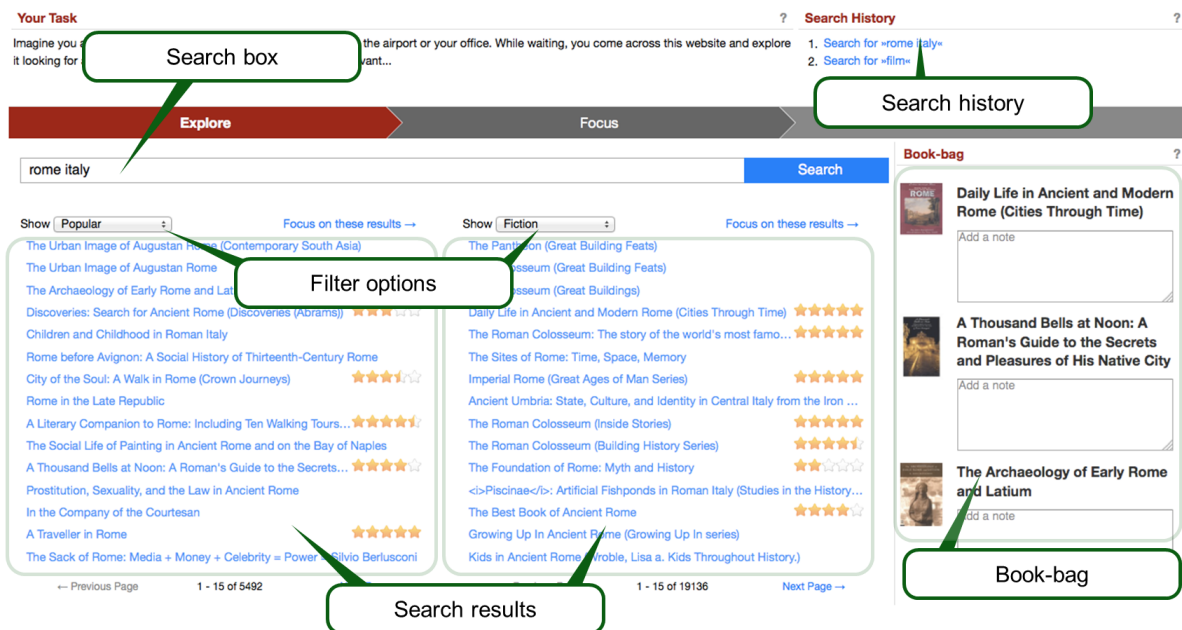 Your Task ?
Imagine you a the airport or your office. While waiting, you come across this website and explore
it looking for vant...
Search box
Search History ?
1. Search for »rome italy«
2. Search for »film«
Search history
Explore
Focus
rome italy
Search
Show Popular
Focus on these results →
The Urban Image of Augustan Rome (Contemporary South Asia)
The Urban Image of Augustan Rome
The Archaeology of Early Rome and Lat
Discoveries: Search for Ancient Rome (Discoveries (Abrams))
Children and Childhood in Roman Italy
Rome before Avignon: A Social History of Thirteenth-Century Rome
City of the Soul: A Walk in Rome (Crown Journeys)
Rome in the Late Republic
A Literary Companion to Rome: Including Ten Walking Tours...
The Social Life of Painting in Ancient Rome and on the Bay of Naples
A Thousand Bells at Noon: A Roman's Guide to the Secrets...
Prostitution, Sexuality, and the Law in Ancient Rome
In the Company of the Courtesan
A Traveller in Rome
The Sack of Rome: Media + Money + Celebrity = Power = Silvio Berlusconi
← Previous Page
1 - 15 of 5492
Filter options
Show Fiction
Focus on these results →
The Pantheon (Great Building Feats)
osseum (Great Building Feats)
osseum (Great Buildings)
Daily Life in Ancient and Modern Rome (Cities Through Time)
The Roman Colosseum: The story of the world's most famo...
The Sites of Rome: Time, Space, Memory
Imperial Rome (Great Ages of Man Series)
Ancient Umbria: State, Culture, and Identity in Central Italy from the Iron ...
The Roman Colosseum (Inside Stories)
The Roman Colosseum (Building History Series)
The Foundation of Rome: Myth and History
<i>Piscinae</i>: Artificial Fishponds in Roman Italy (Studies in the History...
The Best Book of Ancient Rome
Growing Up In Ancient Rome (Growing Up In series)
Kids in Ancient Rome (Wroble, Lisa a. Kids Throughout History.)
1 - 15 of 19136
Next Page →
Search results
Book-bag ?
ROME
Daily Life in Ancient and Modern
Rome (Cities Through Time)
Add a note
A Thousand Bells at Noon: A
Roman's Guide to the Secrets
and Pleasures of His Native City
Add a note
The Archaeology of Early Rome
and Latium
Add a note
Book-bag